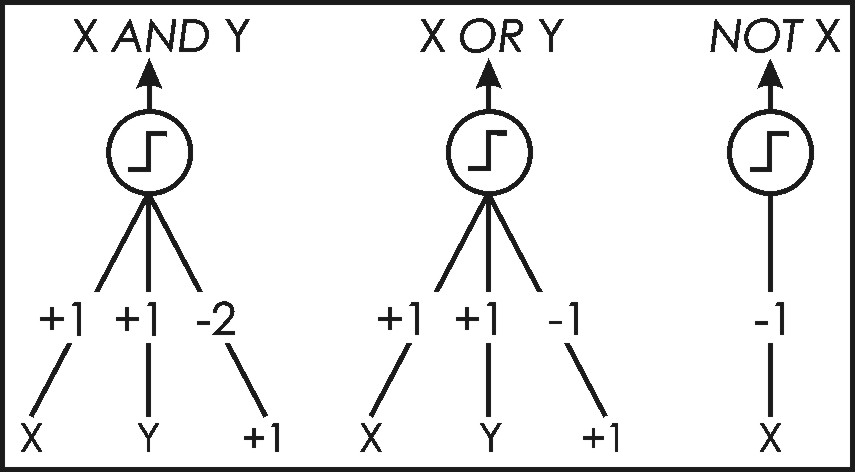 X AND Y X OR Y NOT X
+1 +1 -2 +1 +1 -1 -1
X Y +1 X Y +1 X